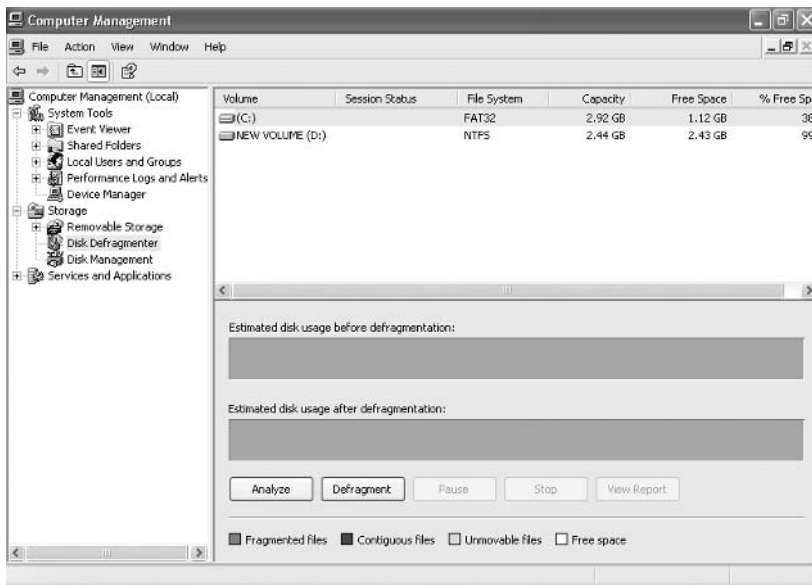 Computer Management
File Action View Window Help
Computer Management (Local)
System Tools
Event Viewer
Shared Folders
Local Users and Groups
Performance Logs and Alerts
Device Manager
Storage
Removable Storage
Disk Defragmenter
Disk Management
Services and Applications
Volume Session Status File System Capacity Free Space % Free Sp
(C:) FAT32 2.92 GB 1.12 GB 38
NEW VOLUME (D:) NTFS 2.44 GB 2.43 GB 99
Estimated disk usage before defragmentation:
Estimated disk usage after defragmentation:
Analyze Defragment Pause Stop View Report
Fragmented files Contiguous files Unmovable files Free space